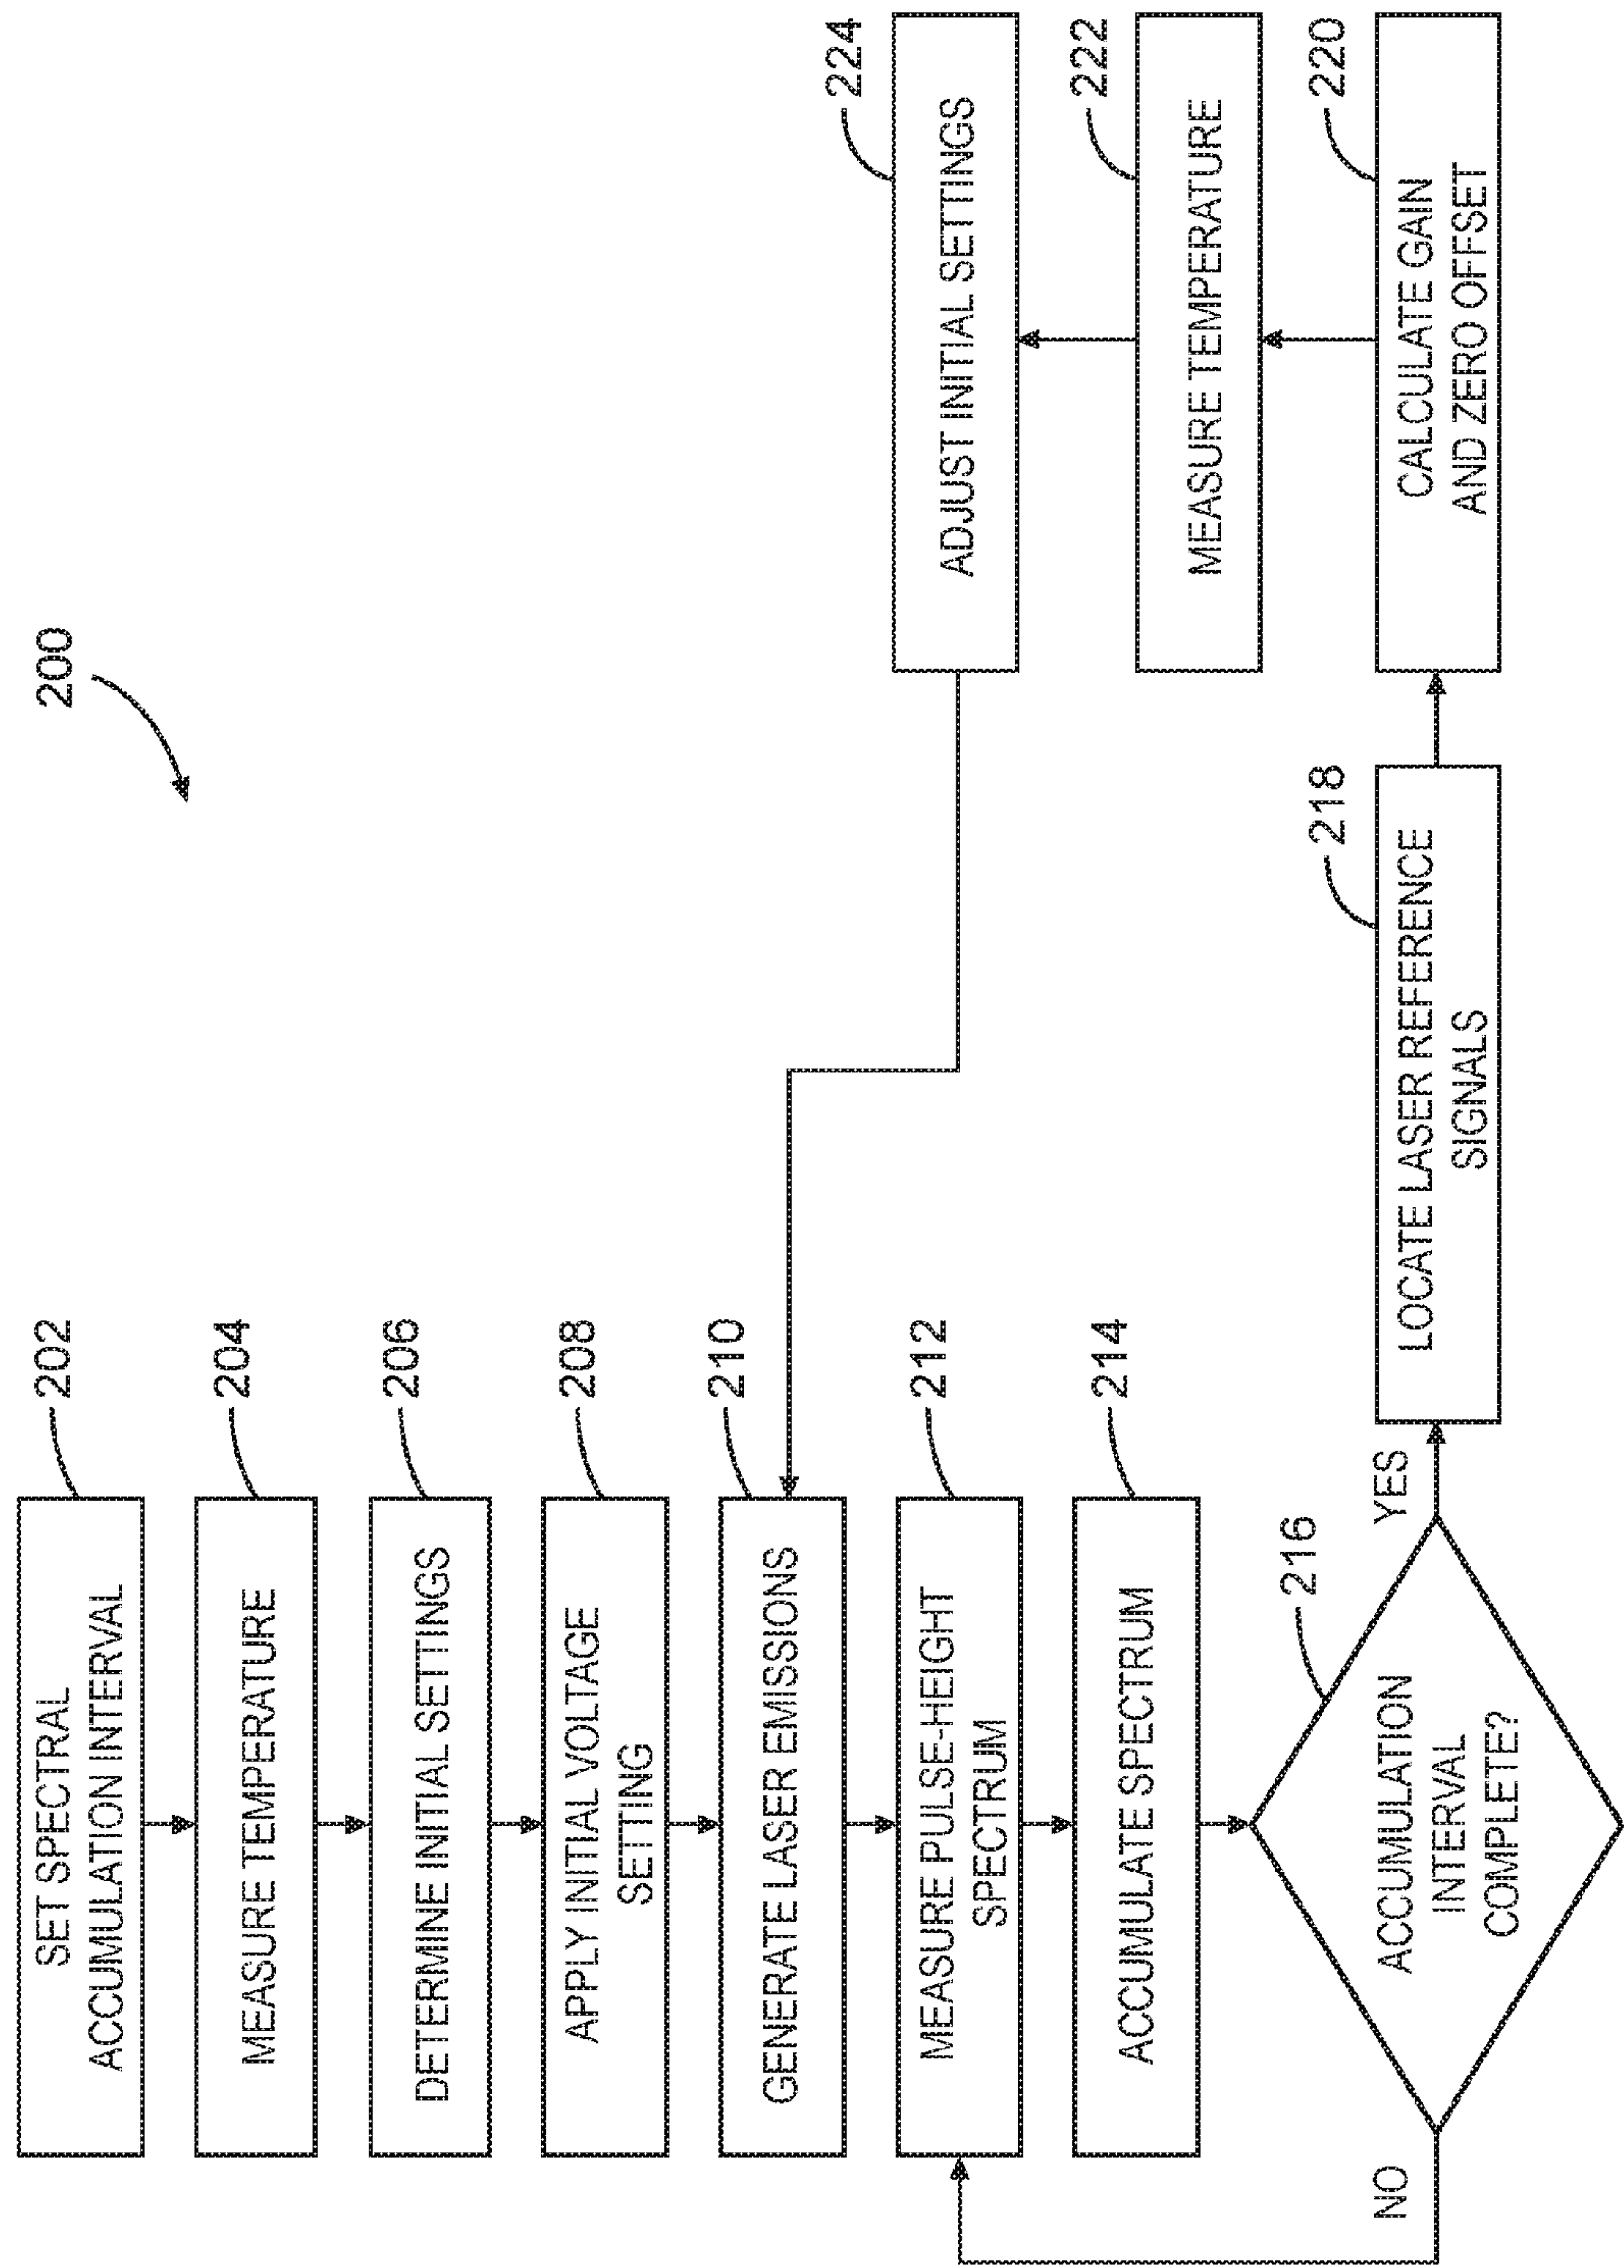 200
202
SET SPECTRAL
ACCUMULATION INTERVAL
204
MEASURE TEMPERATURE
206
DETERMINE INITIAL SETTINGS
208
APPLY INITIAL VOLTAGE
SETTING
210
GENERATE LASER EMISSIONS
212
MEASURE PULSE-HEIGHT
SPECTRUM
214
ACCUMULATE SPECTRUM
216
ACCUMULATION
INTERVAL
COMPLETE?
NO
YES
218
LOCATE LASER REFERENCE
SIGNALS
220
CALCULATE GAIN
AND ZERO OFFSET
222
MEASURE TEMPERATURE
224
ADJUST INITIAL SETTINGS